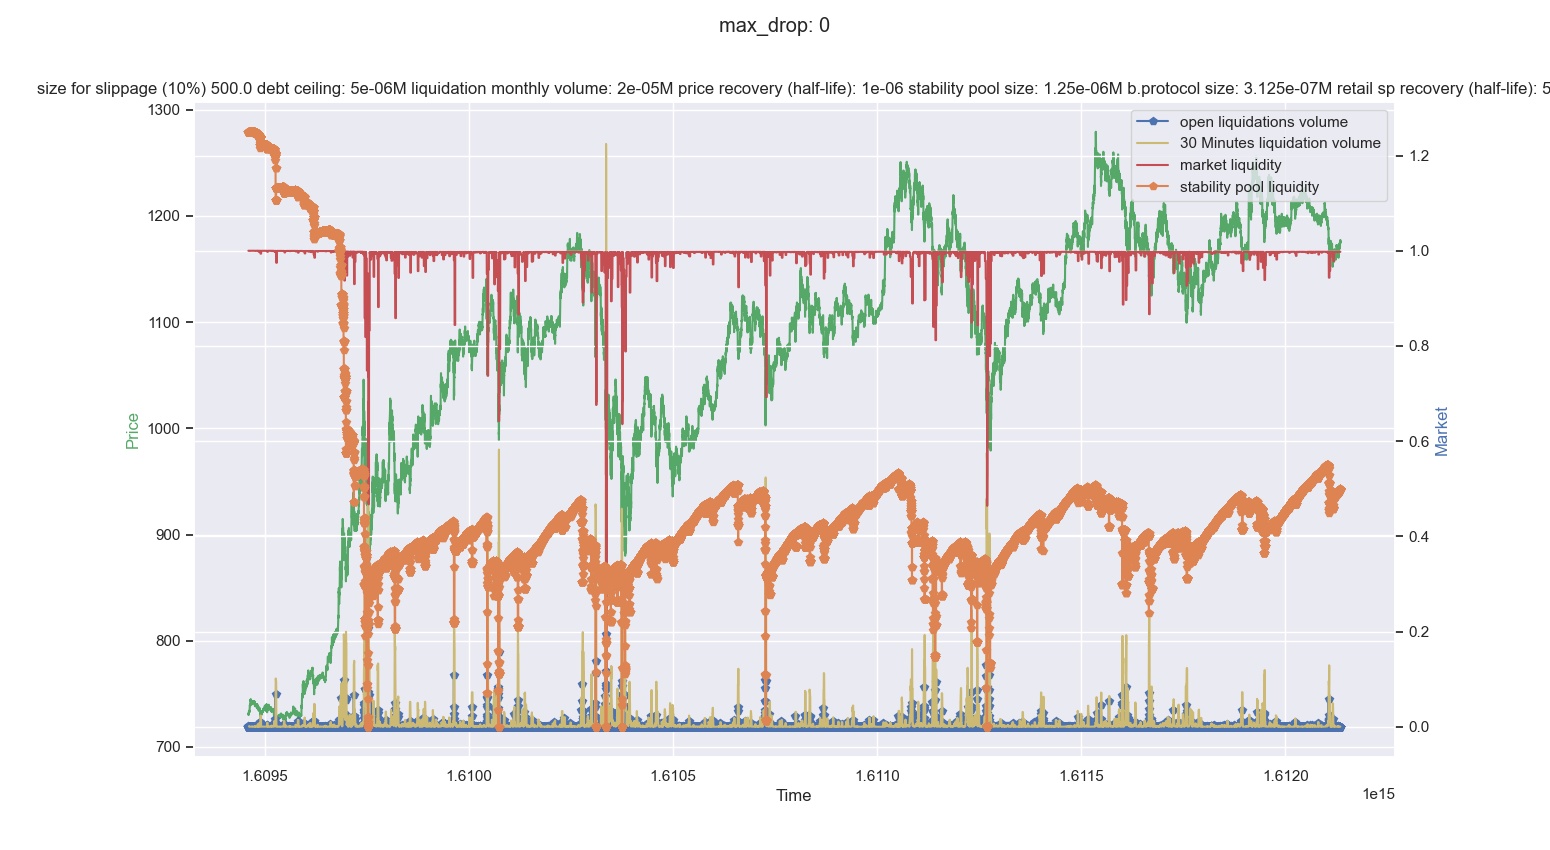 max_drop: 0
size for slippage (10%) 500.0 debt ceiling: 5e-06M liquidation monthly volume: 2e-05M price recovery (half-life): 1e-06 stability pool size: 1.25e-06M b.protocol size: 3.125e-07M retail sp recovery (half-life): 5
open liquidations volume
30 Minutes liquidation volume
market liquidity
stability pool liquidity
1300
1200
1100
1000
900
800
700
Price
1.2
1.0
0.8
0.6
0.4
0.2
0.0
Market
1.6095 1.6100 1.6105 1.6110 1.6115 1.6120
1e15
Time